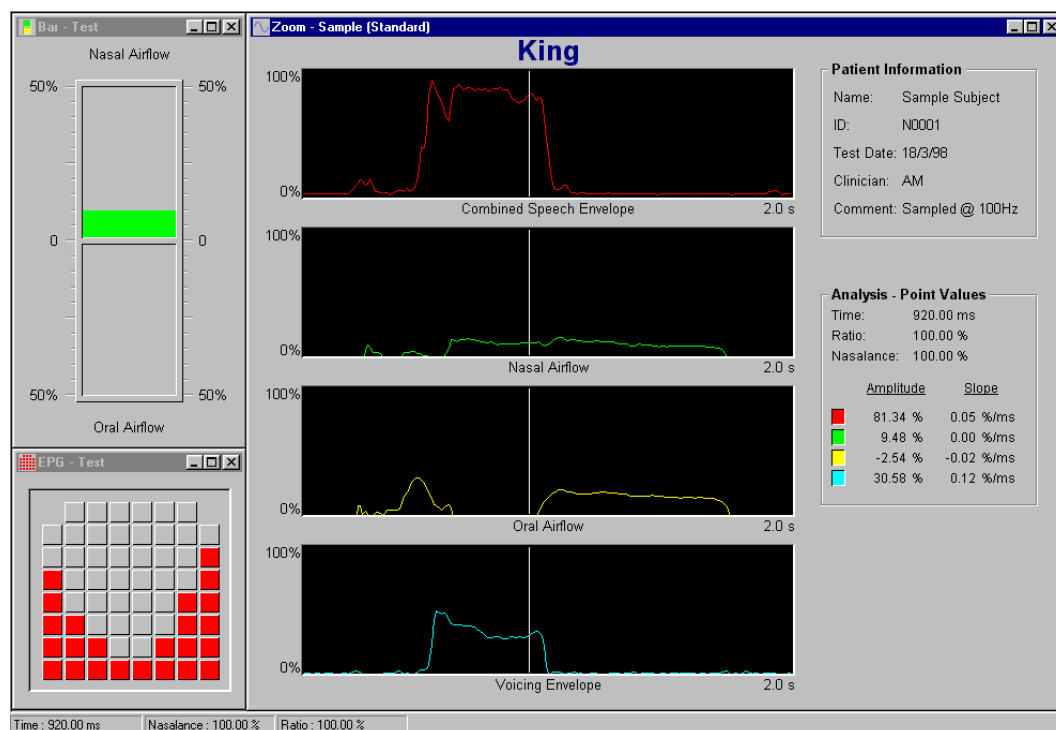 Bar - Test
Nasal Airflow
50% 50%
0 0
50% 50%
Oral Airflow
EPG - Test
Zoom - Sample (Standard)
King
100%
0%
Combined Speech Envelope 2.0 s
100%
0%
Nasal Airflow 2.0 s
100%
0%
Oral Airflow 2.0 s
100%
0%
Voicing Envelope 2.0 s
Patient Information
Name: Sample Subject
ID: N0001
Test Date: 18/3/98
Clinician: AM
Comment: Sampled @ 100Hz
Analysis - Point Values
Time: 920.00 ms
Ratio: 100.00 %
Nasalance: 100.00 %
Amplitude Slope
81.34 % 0.05 %/ms
9.48 % 0.00 %/ms
-2.54 % -0.02 %/ms
30.58 % 0.12 %/ms
Time : 920.00 ms Nasalance : 100.00 % Ratio : 100.00 %